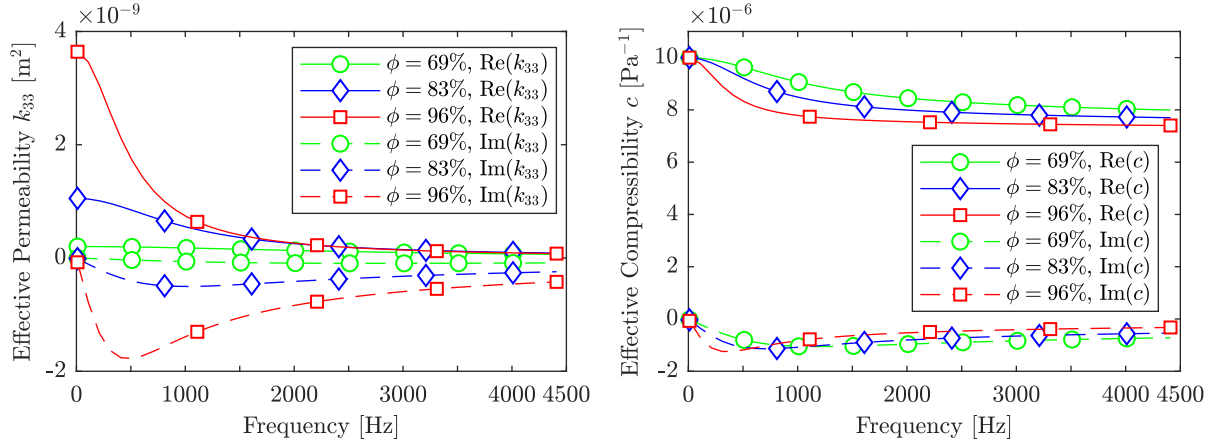 ×10⁻⁹
4
2
0
-2
Effective Permeability k₃₃ [m²]
ϕ = 69%, Re(k₃₃)
ϕ = 83%, Re(k₃₃)
ϕ = 96%, Re(k₃₃)
ϕ = 69%, Im(k₃₃)
ϕ = 83%, Im(k₃₃)
ϕ = 96%, Im(k₃₃)
0 1000 2000 3000 4000 4500
Frequency [Hz]
×10⁻⁶
10
8
6
4
2
0
-2
Effective Compressibility c [Pa⁻¹]
ϕ = 69%, Re(c)
ϕ = 83%, Re(c)
ϕ = 96%, Re(c)
ϕ = 69%, Im(c)
ϕ = 83%, Im(c)
ϕ = 96%, Im(c)
0 1000 2000 3000 4000 4500
Frequency [Hz]